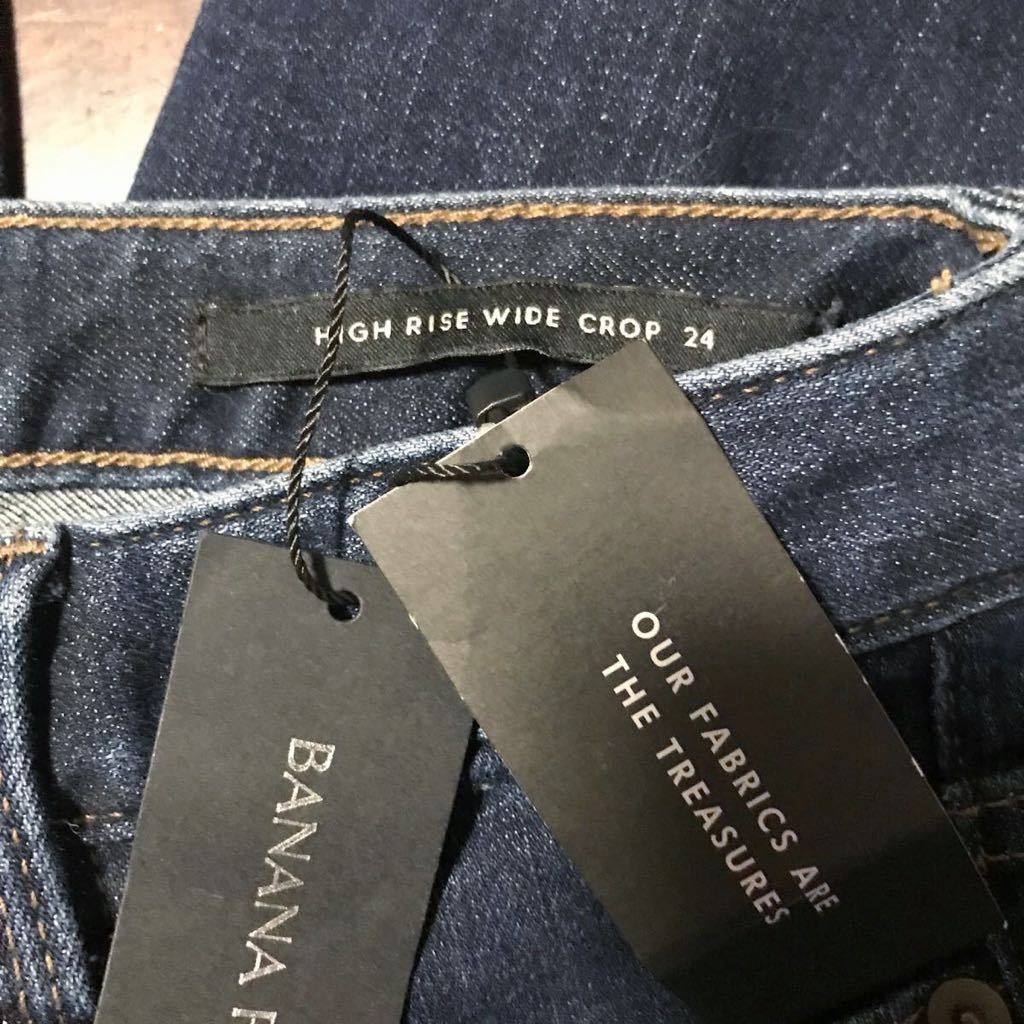 HIGH RISE WIDE CROP 24
OUR FABRICS ARE
THE TREASURES
BANANA